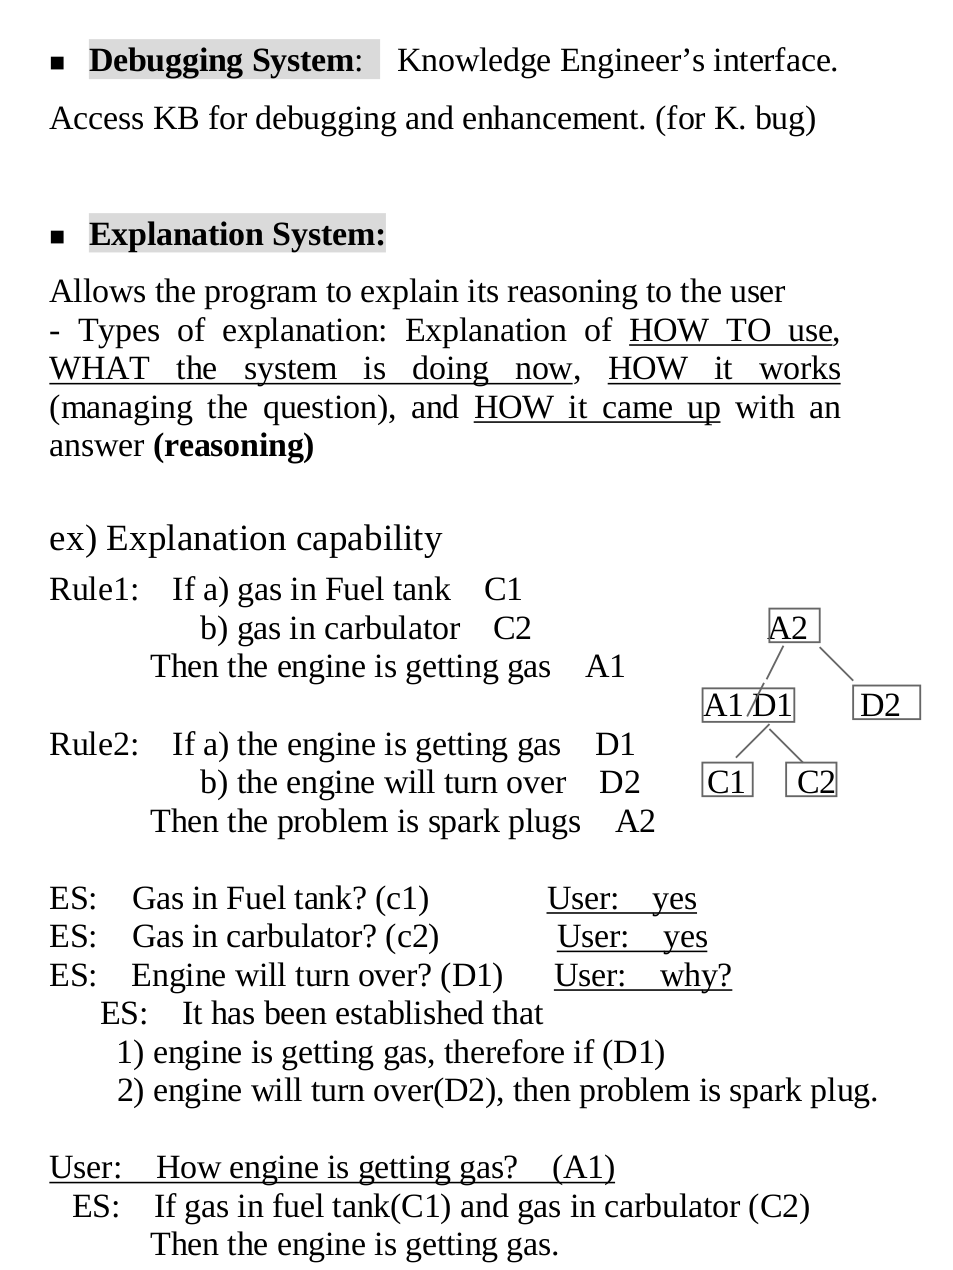 ▪ Debugging System: Knowledge Engineer’s interface.
Access KB for debugging and enhancement. (for K. bug)
▪ Explanation System:
Allows the program to explain its reasoning to the user
- Types of explanation: Explanation of HOW TO use,
WHAT the system is doing now, HOW it works
(managing the question), and HOW it came up with an
answer (reasoning)
ex) Explanation capability
Rule1: If a) gas in Fuel tank C1
b) gas in carbulator C2
Then the engine is getting gas A1
Rule2: If a) the engine is getting gas D1
b) the engine will turn over D2
Then the problem is spark plugs A2
A2
A1 D1 D2
C1 C2
ES: Gas in Fuel tank? (c1) User: yes
ES: Gas in carbulator? (c2) User: yes
ES: Engine will turn over? (D1) User: why?
ES: It has been established that
1) engine is getting gas, therefore if (D1)
2) engine will turn over(D2), then problem is spark plug.
User: How engine is getting gas? (A1)
ES: If gas in fuel tank(C1) and gas in carbulator (C2)
Then the engine is getting gas.